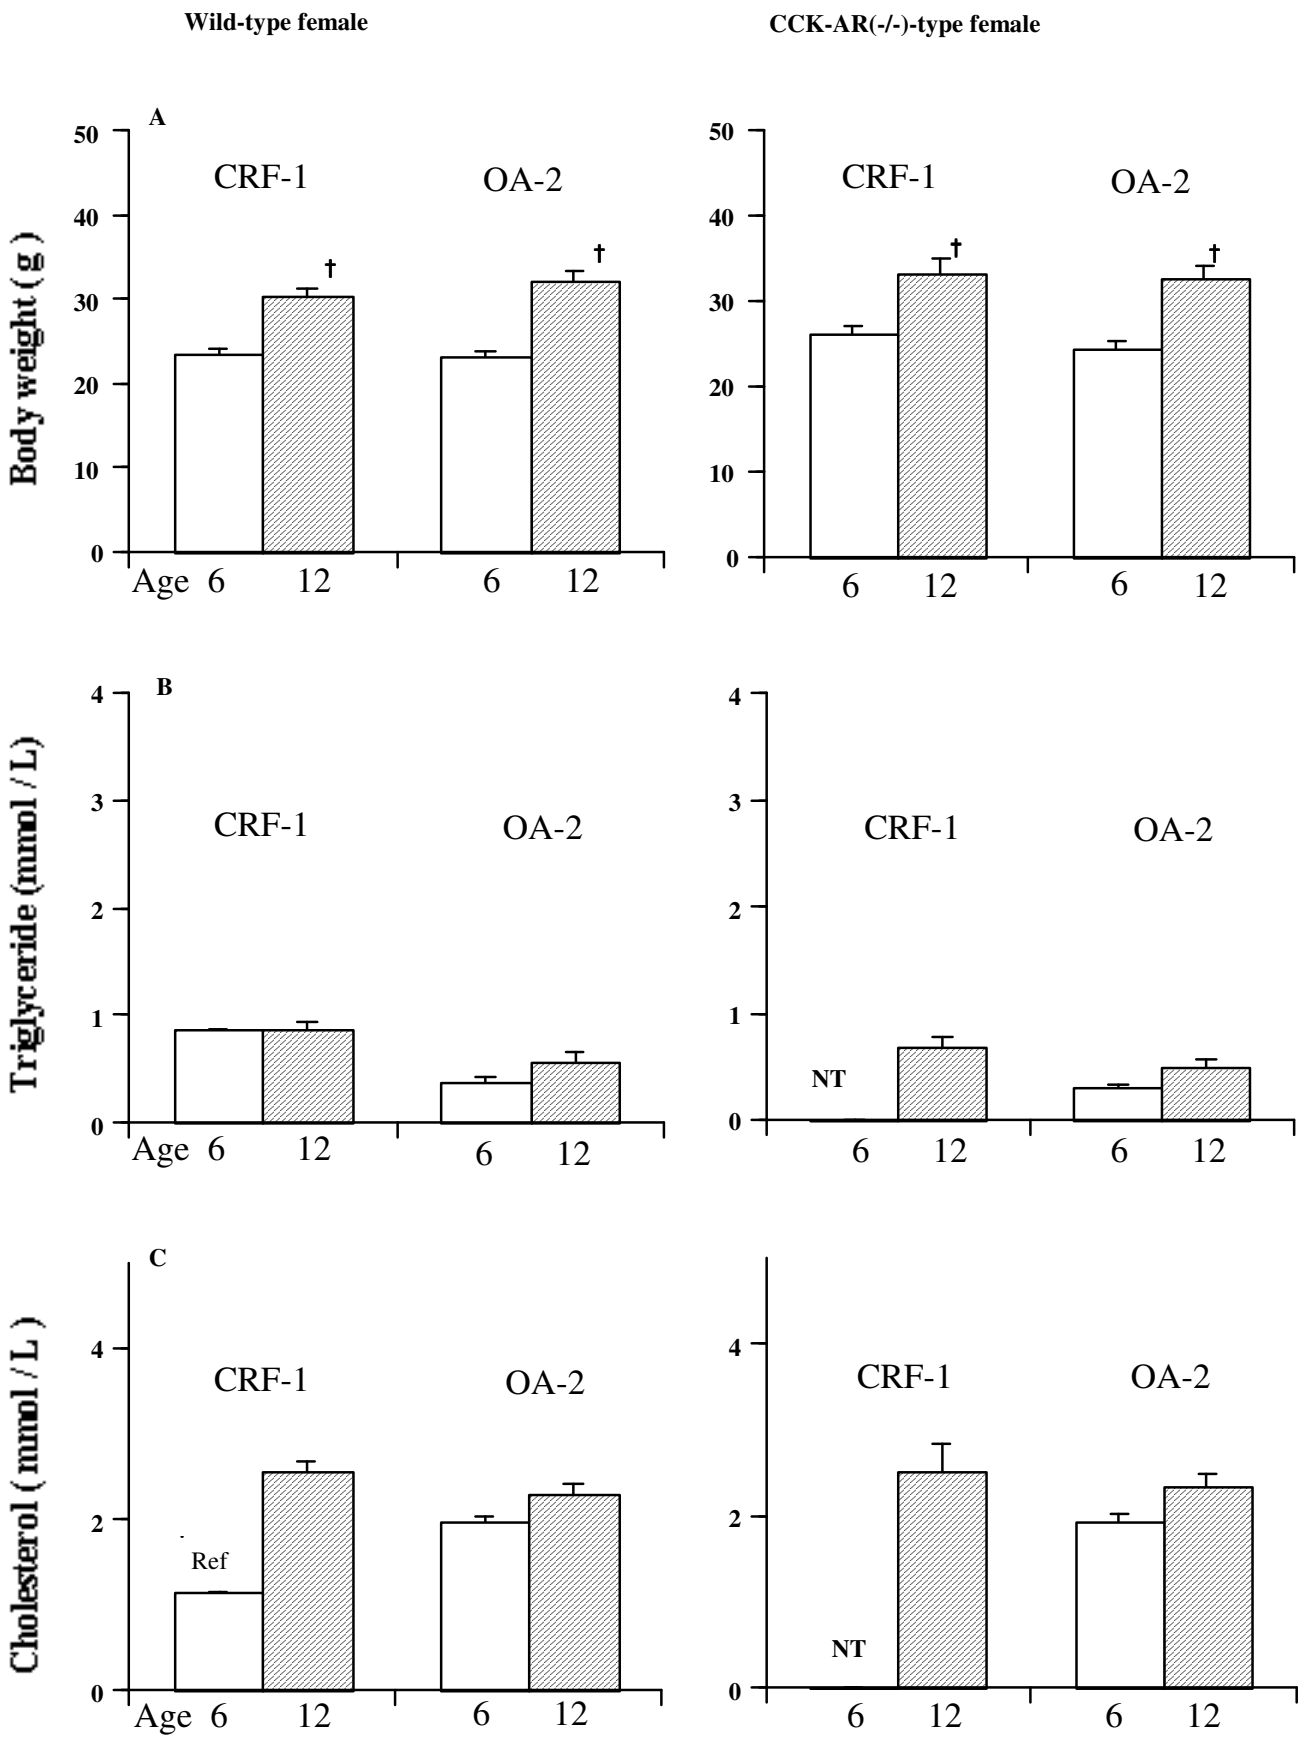 Wild-type female
CCK-AR(-/-)-type female
A
Body weight ( g )
50
40
30
20
10
0
CRF-1
OA-2
†
†
Age 6 12 6 12
50
40
30
20
10
0
CRF-1
OA-2
†
†
6 12 6 12
B
Triglyceride (mmol / L)
4
3
2
1
0
CRF-1
OA-2
Age 6 12 6 12
4
3
2
1
0
CRF-1
OA-2
NT
6 12 6 12
C
Cholesterol ( mmol / L )
4
2
0
CRF-1
OA-2
Ref
Age 6 12 6 12
4
2
0
CRF-1
OA-2
NT
6 12 6 12